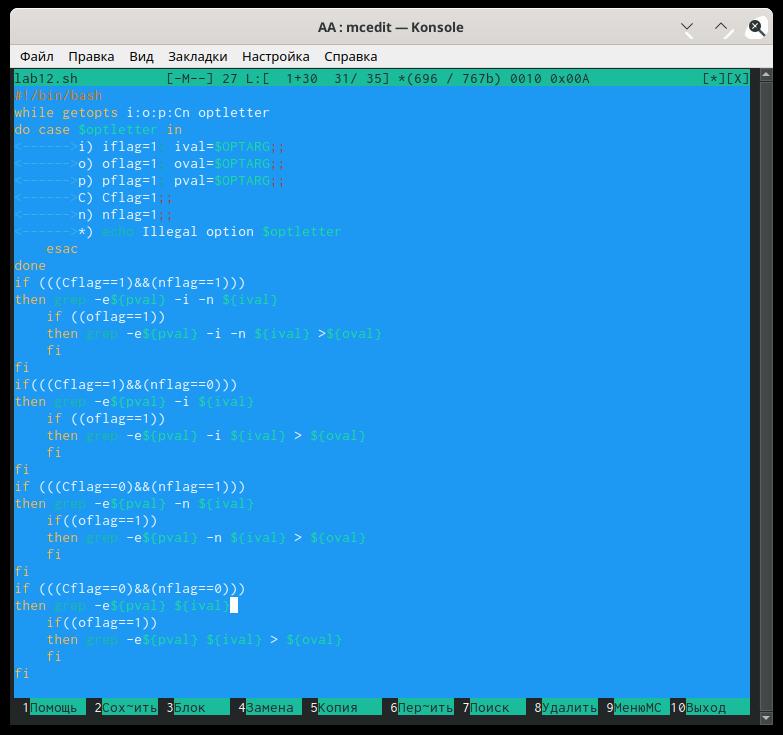 AA : mcedit — Konsole
Файл Правка Вид Закладки Настройка Справка
lab12.sh [-M--] 27 L:[ 1+30 31/ 35] *(696 / 767b) 0010 0x00A [*][X]
#!/bin/bash
while getopts i:o:p:Cn optletter
do case $optletter in
<------>i) iflag=1; ival=$OPTARG;;
<------>o) oflag=1; oval=$OPTARG;;
<------>p) pflag=1; pval=$OPTARG;;
<------>C) Cflag=1;;
<------>n) nflag=1;;
<------>*) echo Illegal option $optletter
    esac
done
if (((Cflag==1)&&(nflag==1)))
then grep -e${pval} -i -n ${ival}
    if ((oflag==1))
    then grep -e${pval} -i -n ${ival} >${oval}
    fi
fi
if(((Cflag==1)&&(nflag==0)))
then grep -e${pval} -i ${ival}
    if ((oflag==1))
    then grep -e${pval} -i ${ival} > ${oval}
    fi
fi
if (((Cflag==0)&&(nflag==1)))
then grep -e${pval} -n ${ival}
    if((oflag==1))
    then grep -e${pval} -n ${ival} > ${oval}
    fi
fi
if (((Cflag==0)&&(nflag==0)))
then grep -e${pval} ${ival}
    if((oflag==1))
    then grep -e${pval} ${ival} > ${oval}
    fi
fi
1Помощь 2Сох~ить 3Блок 4Замена 5Копия 6Пер~ить 7Поиск 8Удалить 9МенюMC 10Выход